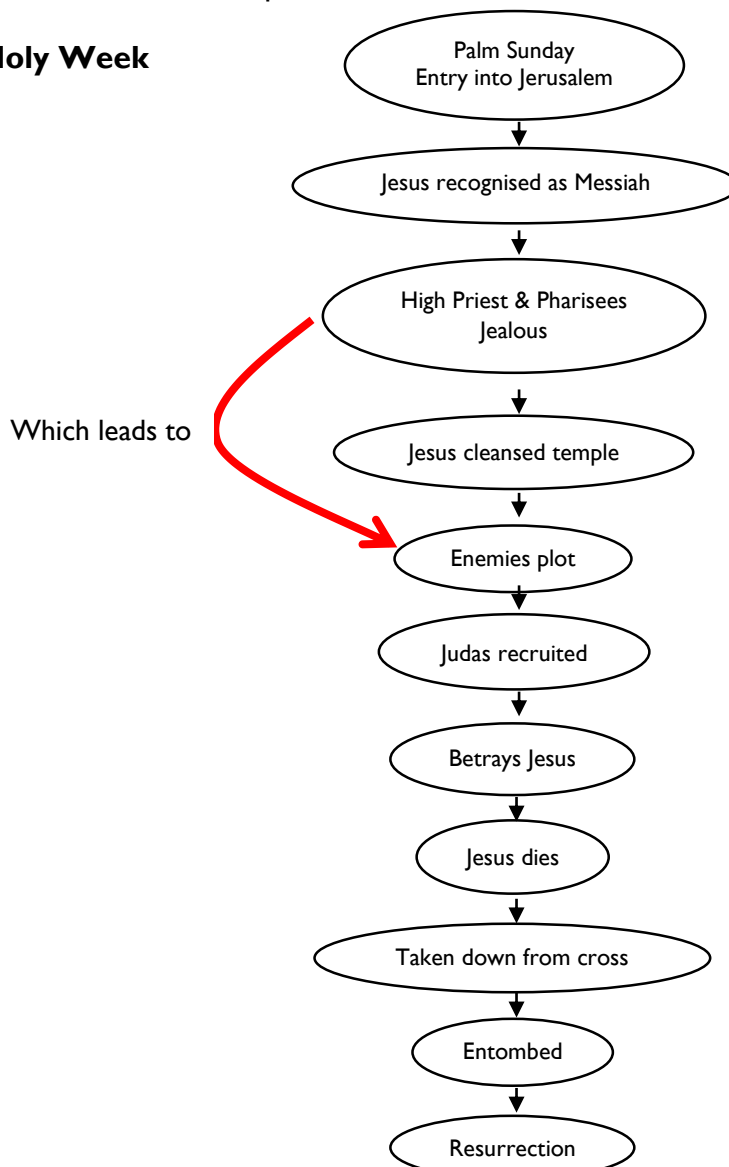 Holy Week
Palm Sunday
Entry into Jerusalem
Jesus recognised as Messiah
High Priest & Pharisees
Jealous
Which leads to
Jesus cleansed temple
Enemies plot
Judas recruited
Betrays Jesus
Jesus dies
Taken down from cross
Entombed
Resurrection